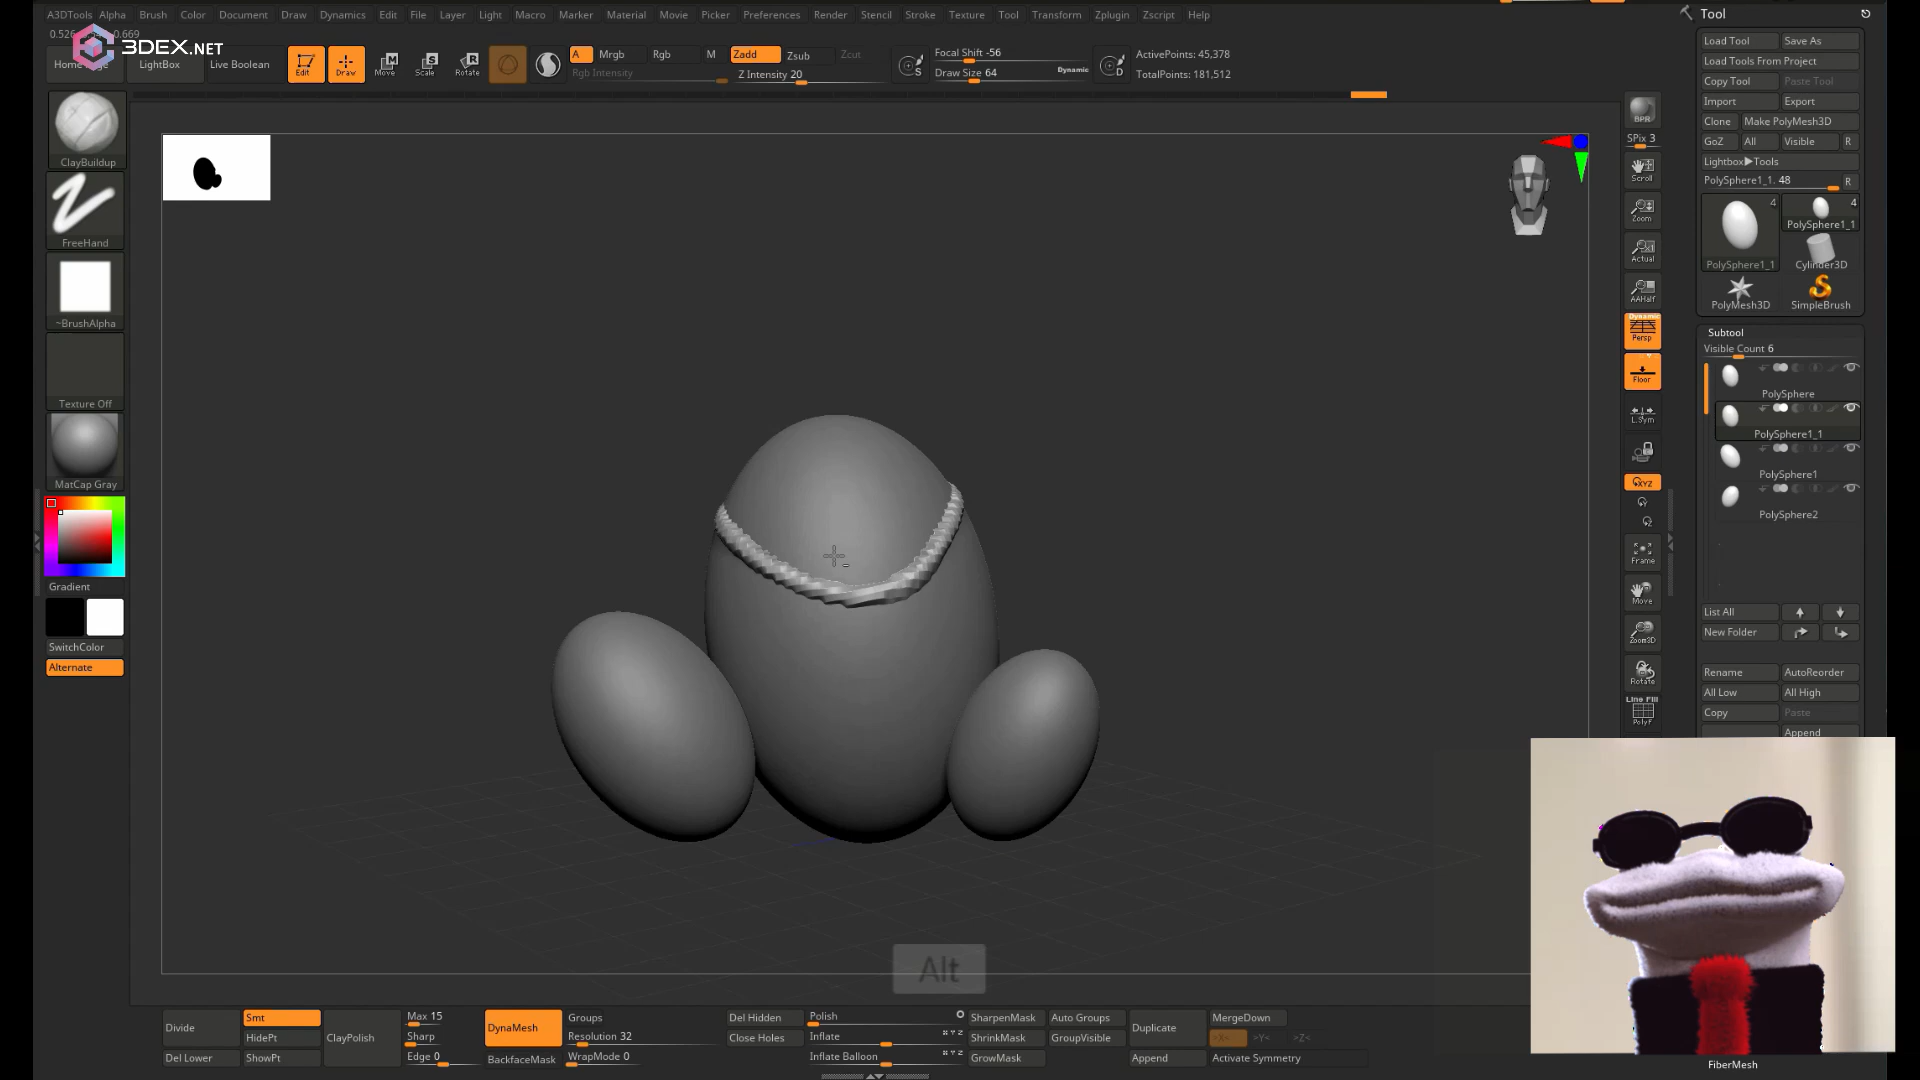 A3DTools Alpha Brush Color Document Draw Dynamics Edit File Layer Light Macro Marker Material Movie Picker Preferences Render Stencil Stroke Texture Tool Transform Zplugin Zscript Help
3DEX.NET
LightBox Live Boolean
Edit Draw Move Scale Rotate
A Mrgb Rgb M
Rgb Intensity
Zadd Zsub Zcut
Z Intensity 20
Focal Shift -56
Draw Size 64 Dynamic
ActivePoints: 45,378
TotalPoints: 181,512
ClayBuildup
FreeHand
~BrushAlpha
Texture Off
MatCap Gray
Gradient
SwitchColor
Alternate
BPR
SPix 3
Scroll
Zoom
Actual
AAHalf
Dynamic
Persp
Floor
L.Sym
XYZ
Frame
Move
Zoom3D
Rotate
Line Fill
PolyF
Tool
Load Tool Save As
Load Tools From Project
Copy Tool Paste Tool
Import Export
Clone Make PolyMesh3D
GoZ All Visible R
Lightbox▶Tools
PolySphere1_1. 48 R
4 4
PolySphere1_1
PolySphere1_1 Cylinder3D
PolyMesh3D SimpleBrush
Subtool
Visible Count 6
PolySphere
PolySphere1_1
PolySphere1
PolySphere2
List All
New Folder
Rename AutoReorder
All Low All High
Copy Paste
Append
Alt
Divide Smt
HidePt
Del Lower ShowPt
ClayPolish
Max 15
Sharp
Edge 0
DynaMesh
BackfaceMask
Groups
Resolution 32
WrapMode 0
Del Hidden
Close Holes
Polish
Inflate
Inflate Balloon
SharpenMask
ShrinkMask
GrowMask
Auto Groups
GroupVisible
Duplicate
Append
MergeDown
>X< >Y< >Z<
Activate Symmetry
FiberMesh